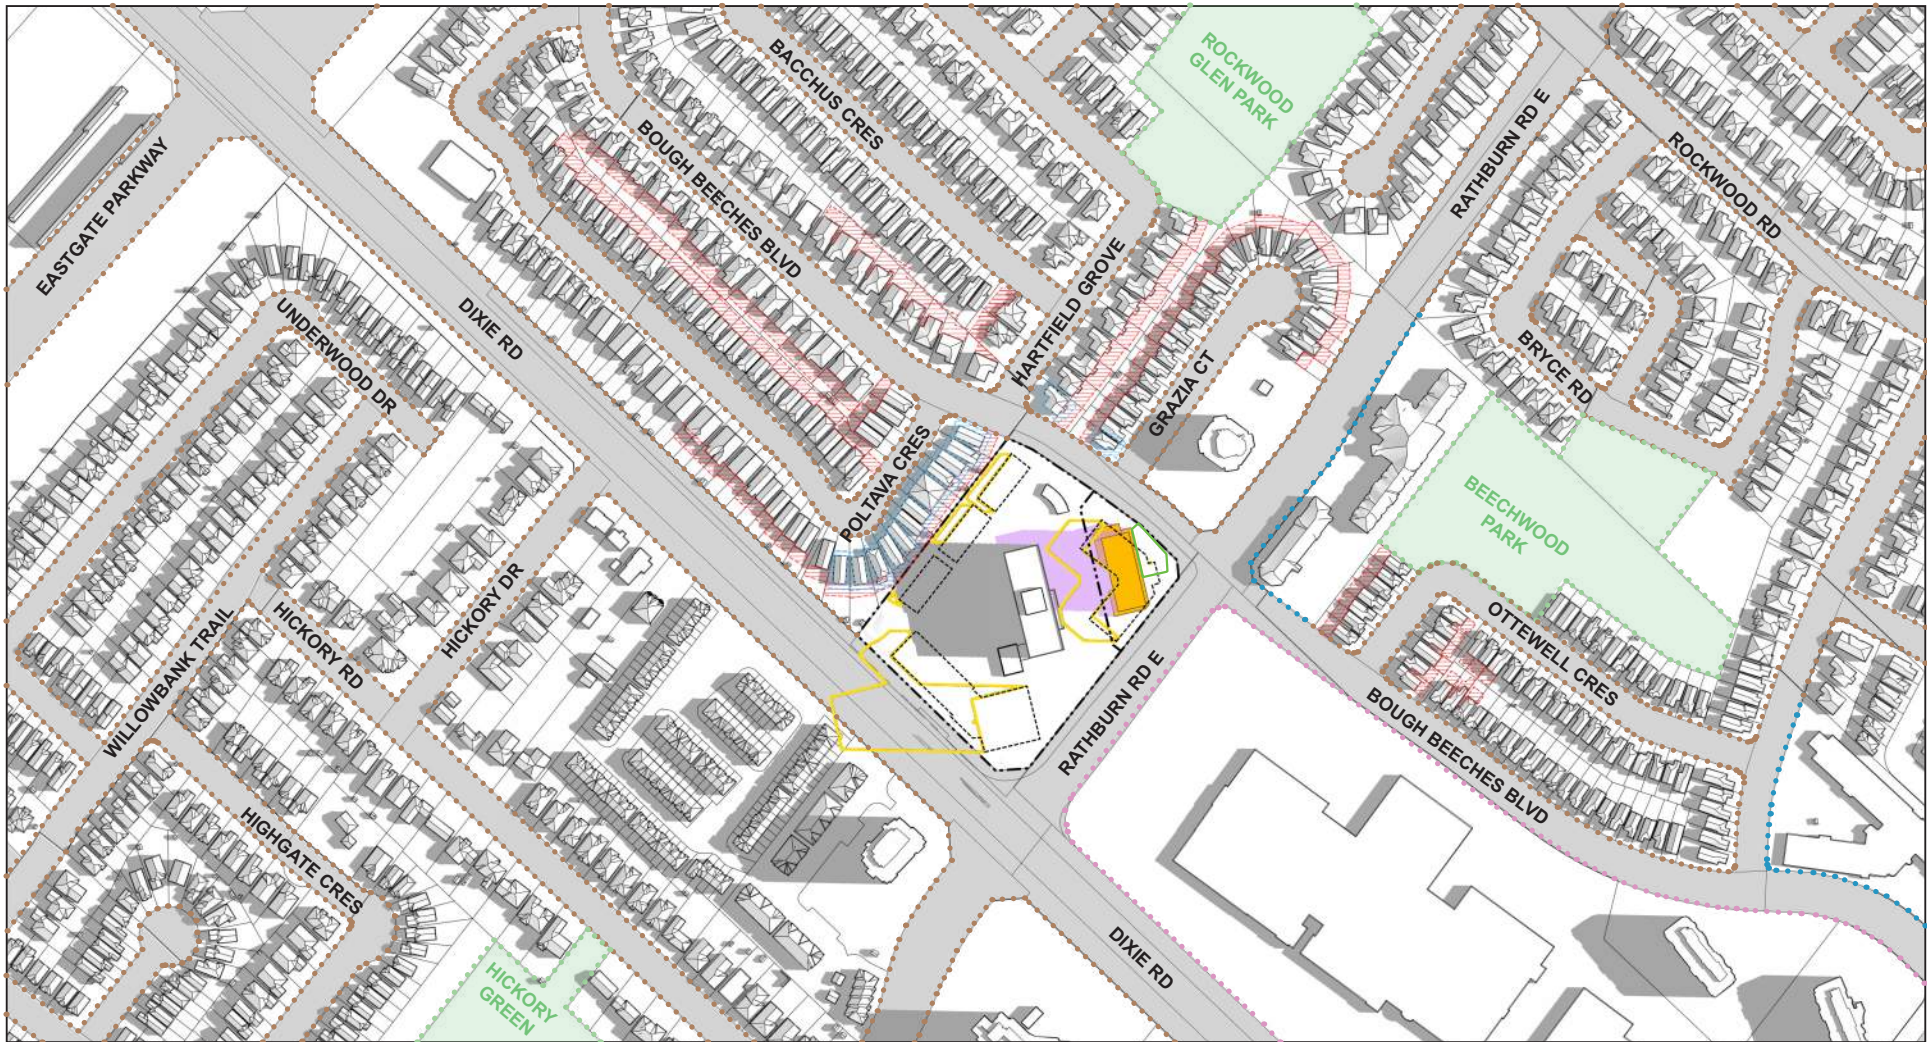 BACCHUS CRES
ROCKWOOD
GLEN PARK
RATHBURN RD E
ROCKWOOD RD
EASTGATE PARKWAY
BOUGH BEECHES BLVD
HARTFIELD GROVE
UNDERWOOD DR
DIXIE RD
GRAZIA CT
BRYCE RD
POLTAVA CRES
BEECHWOOD
PARK
HICKORY DR
OTTEWELL CRES
WILLOWBANK TRAIL
HICKORY RD
RATHBURN RD E
BOUGH BEECHES BLVD
HIGHGATE CRES
DIXIE RD
HICKORY
GREEN